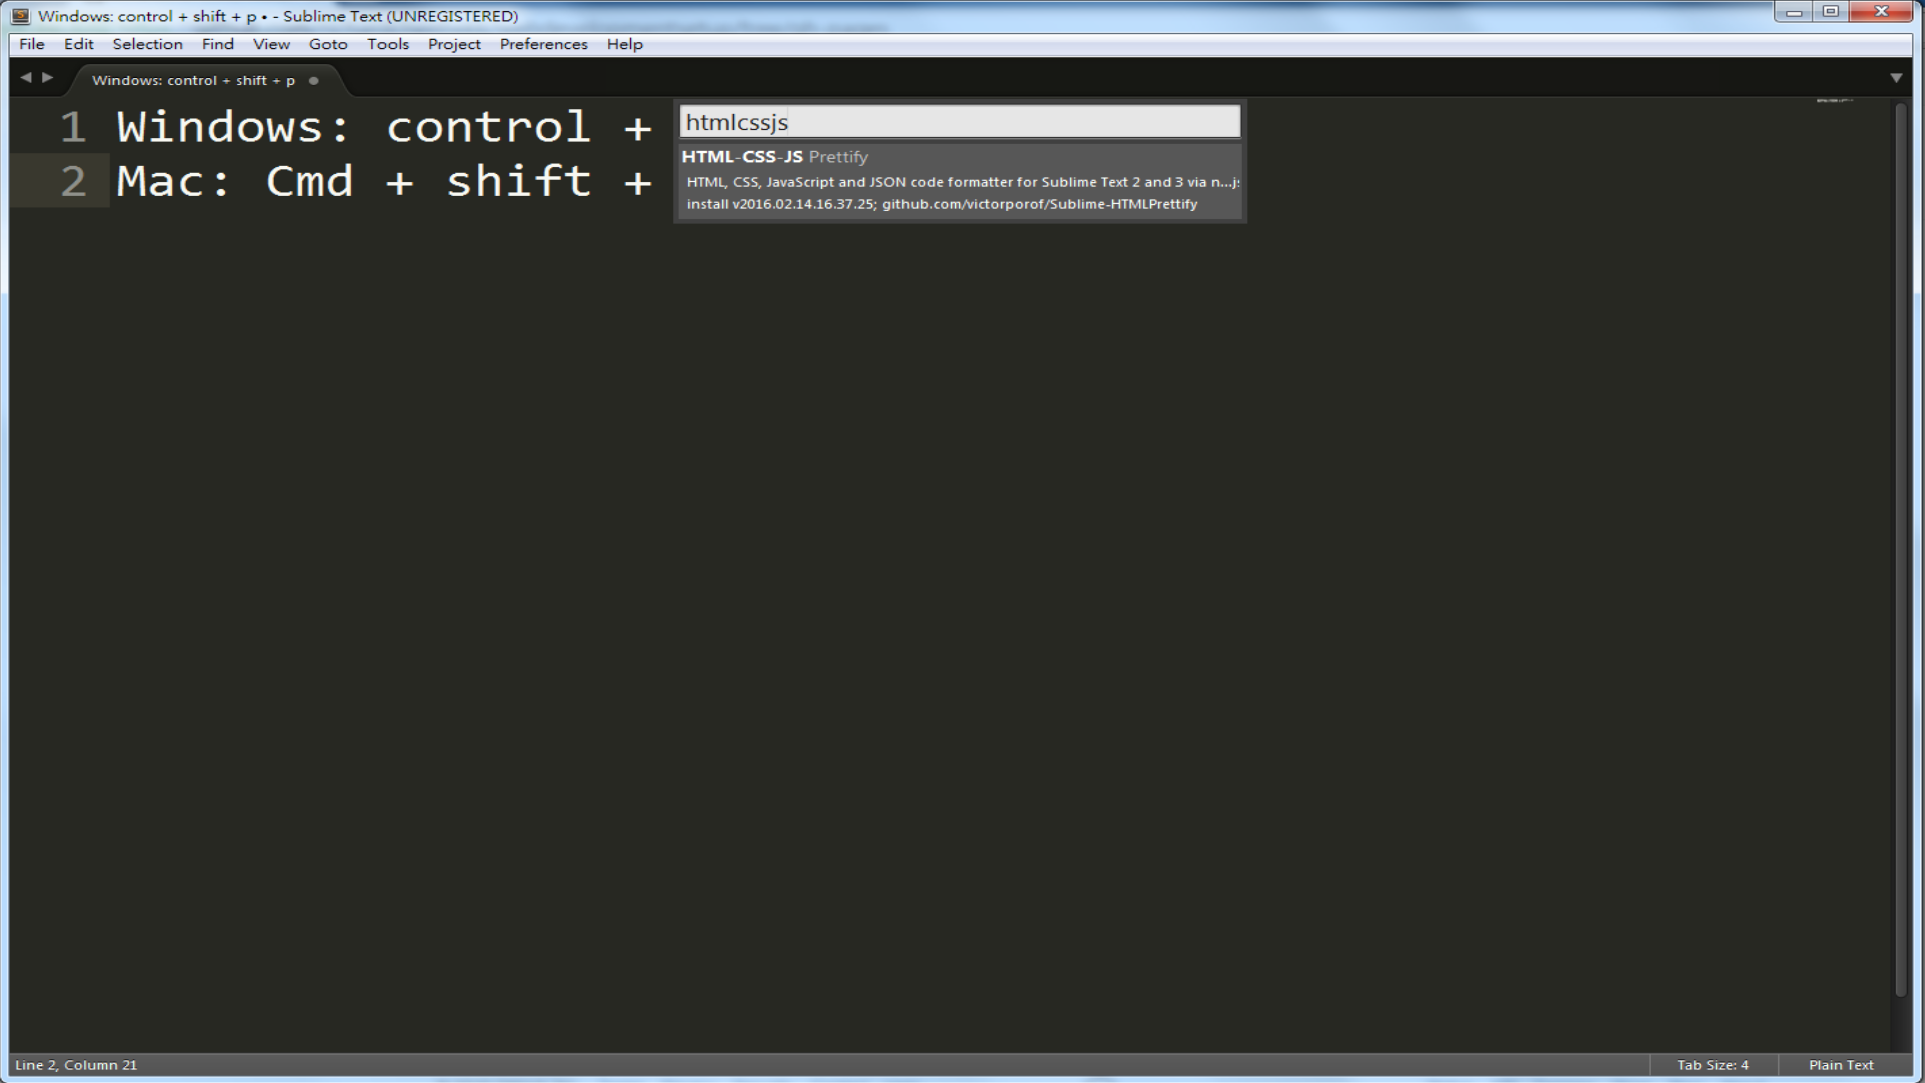 Windows: control + shift + p • - Sublime Text (UNREGISTERED)
File Edit Selection Find View Goto Tools Project Preferences Help
Windows: control + shift + p
1 Windows: control +
2 Mac: Cmd + shift +
htmlcssjs
HTML-CSS-JS Prettify
HTML, CSS, JavaScript and JSON code formatter for Sublime Text 2 and 3 via n...j
install v2016.02.14.16.37.25; github.com/victorporof/Sublime-HTMLPrettify
Line 2, Column 21
Tab Size: 4
Plain Text